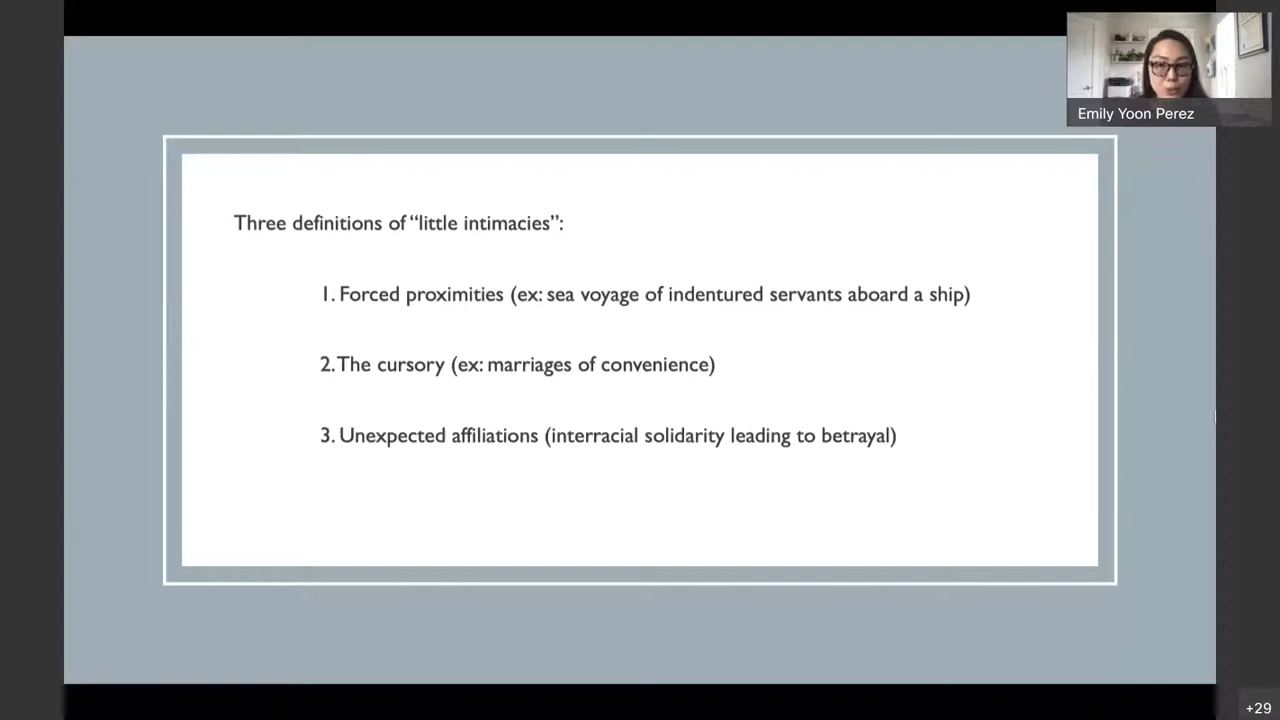 Emily Yoon Perez
Three definitions of “little intimacies”:
1. Forced proximities (ex: sea voyage of indentured servants aboard a ship)
2. The cursory (ex: marriages of convenience)
3. Unexpected affiliations (interracial solidarity leading to betrayal)
+29